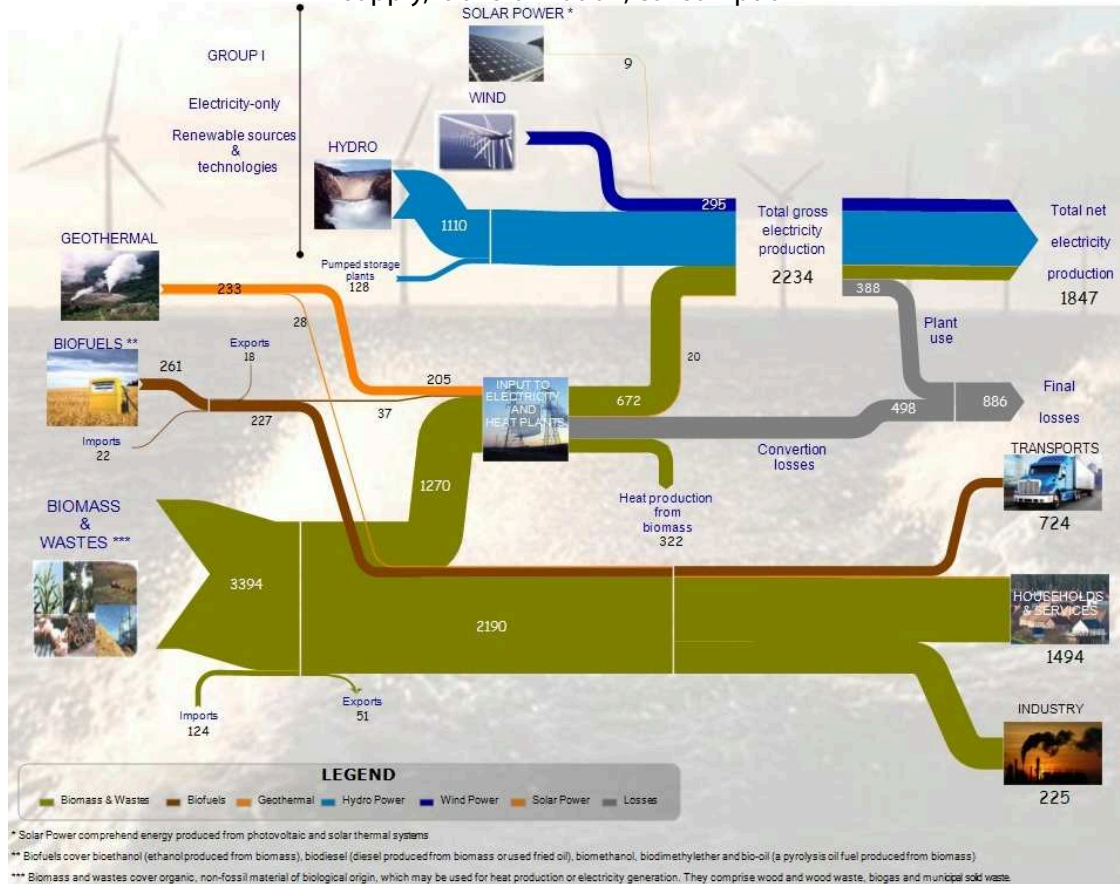 SOLAR POWER *
GROUP I
9
Electricity-only
WIND
Renewable sources
&
technologies
HYDRO
295
Total gross
electricity
production
2234
Total net
electricity
production
1847
1110
GEOTHERMAL
Pumped storage
plants
128
233
388
28
Plant
use
Exports
18
BIOFUELS **
261
20
205
INPUT TO
ELECTRICITY
AND
HEAT PLANTS
672
37
227
498
886
Final
losses
Imports
22
Convertion
losses
TRANSPORTS
724
1270
Heat production
from
biomass
322
BIOMASS
&
WASTES ***
3394
HOUSEHOLDS
& SERVICES
1494
2190
Exports
51
Imports
124
INDUSTRY
225
LEGEND
Biomass & Wastes
Biofuels
Geothermal
Hydro Power
Wind Power
Solar Power
Losses
* Solar Power comprehend energy produced from photovoltaic and solar thermal systems
** Biofuels cover bioethanol (ethanol produced from biomass), biodiesel (diesel produced from biomass or used fried oil), biomethanol, biodimethylether and bio-oil (a pyrolysis oil fuel produced from biomass)
*** Biomass and wastes cover organic, non-fossil material of biological origin, which may be used for heat production or electricity generation. They comprise wood and wood waste, biogas and municipal solid waste.